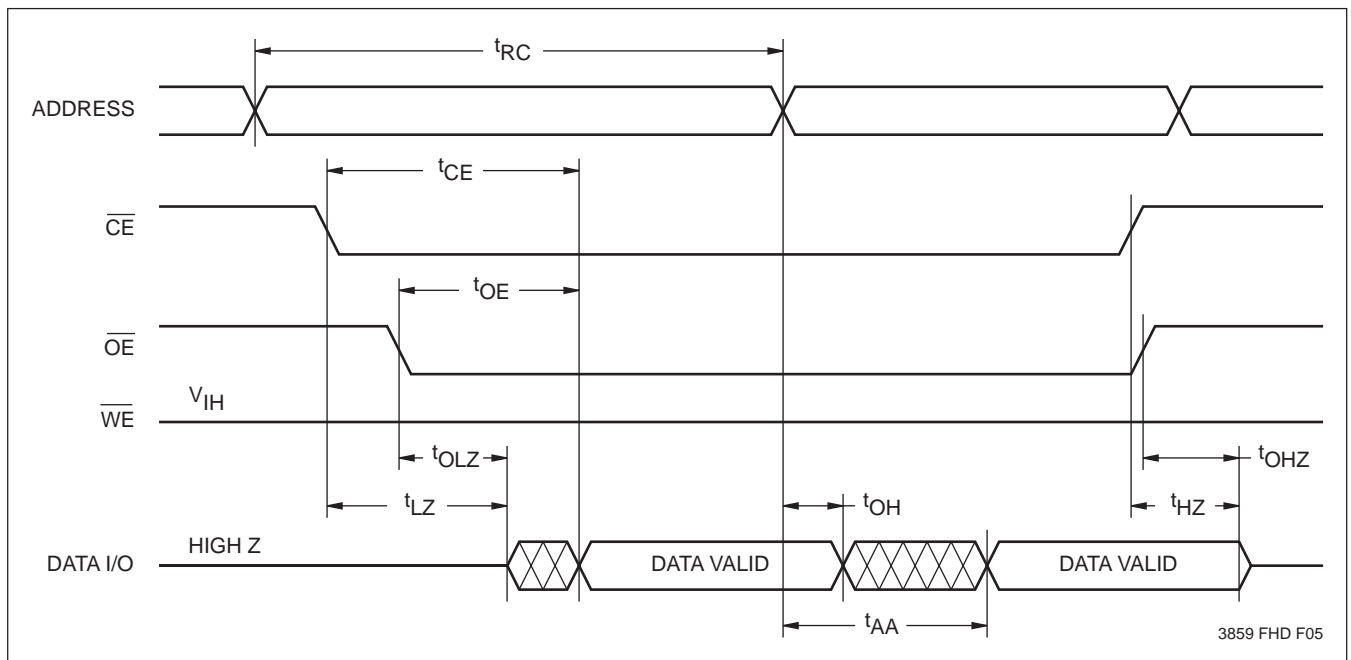 tRC
ADDRESS
tCE
CE
tOE
OE
VIH
WE
tOLZ
tOHZ
tLZ
tOH
tHZ
HIGH Z
DATA I/O
DATA VALID
DATA VALID
tAA
3859 FHD F05